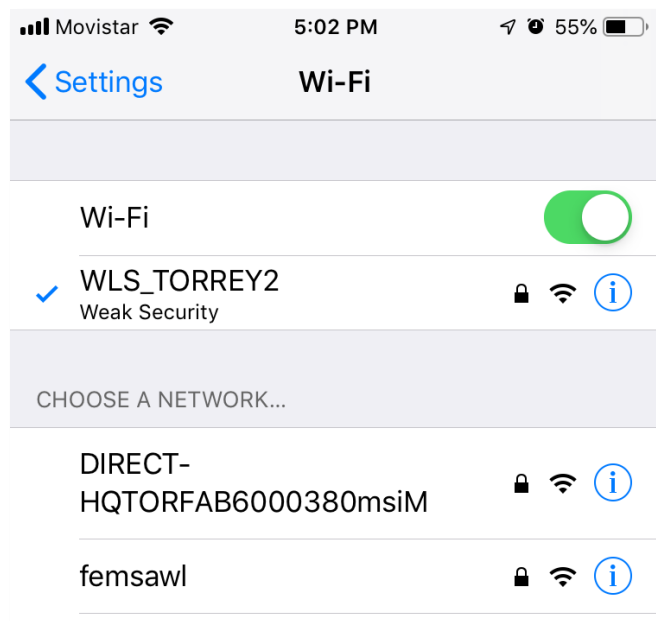 Movistar 5:02 PM 55%
Settings Wi-Fi
Wi-Fi
WLS_TORREY2
Weak Security
CHOOSE A NETWORK...
DIRECT-
HQTORFAB6000380msiM
femsawl